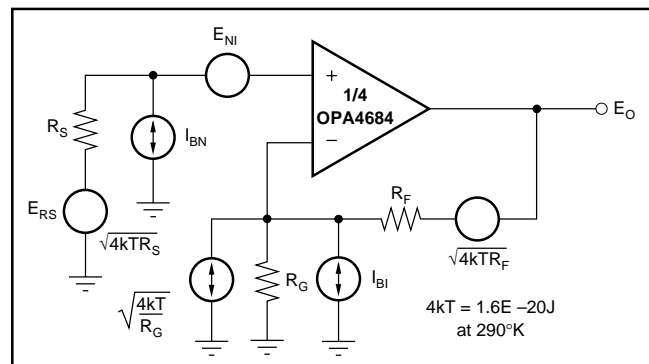 E_NI
+
1/4
OPA4684
−
E_O
R_S
I_BN
E_RS
√4kTR_S
R_F
√4kTR_F
√4kT/R_G
R_G
I_BI
4kT = 1.6E –20J
at 290°K